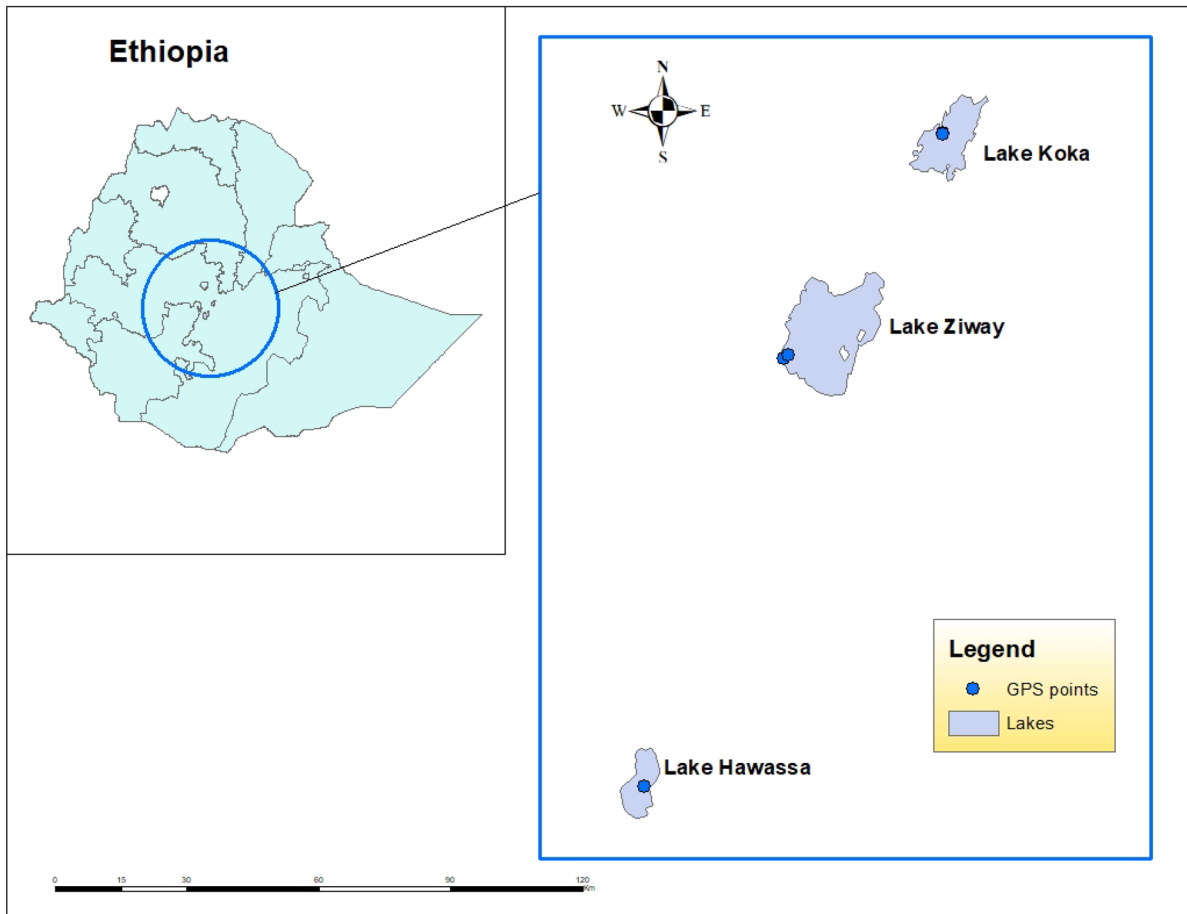 Ethiopia
N
W E
S
Lake Koka
Lake Ziway
Legend
GPS points
Lakes
Lake Hawassa
0 15 30 60 90 120
Km